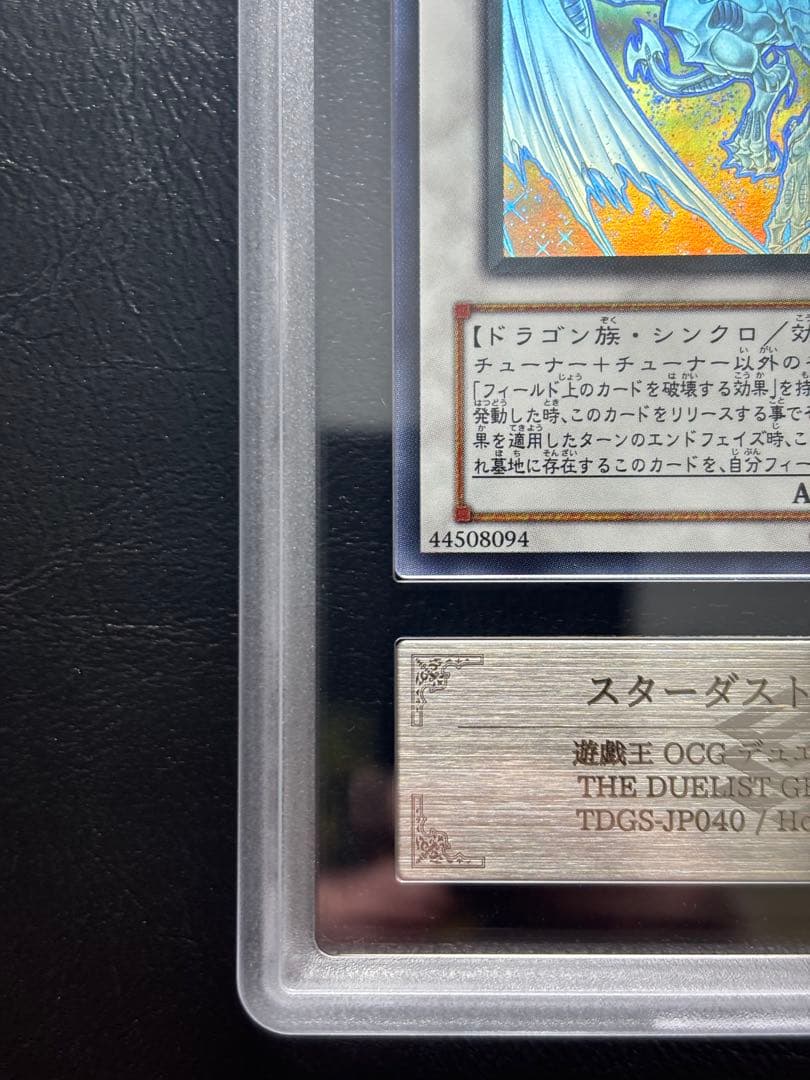 【ドラゴン族・シンクロ／効
チューナー＋チューナー以外の
「フィールド上のカードを破壊する効果」を持
発動した時、このカードをリリースする事でそ
果を適用したターンのエンドフェイズ時、こ
れ墓地に存在するこのカードを、自分フィー
A
44508094
スターダスト
遊戯王 OCG デュエ
THE DUELIST GE
TDGS-JP040 / Ho